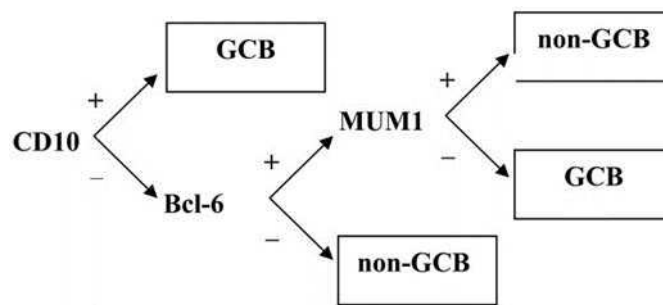 GCB
non-GCB
+
+
MUM1
CD10
+
–
–
Bcl-6
GCB
–
non-GCB